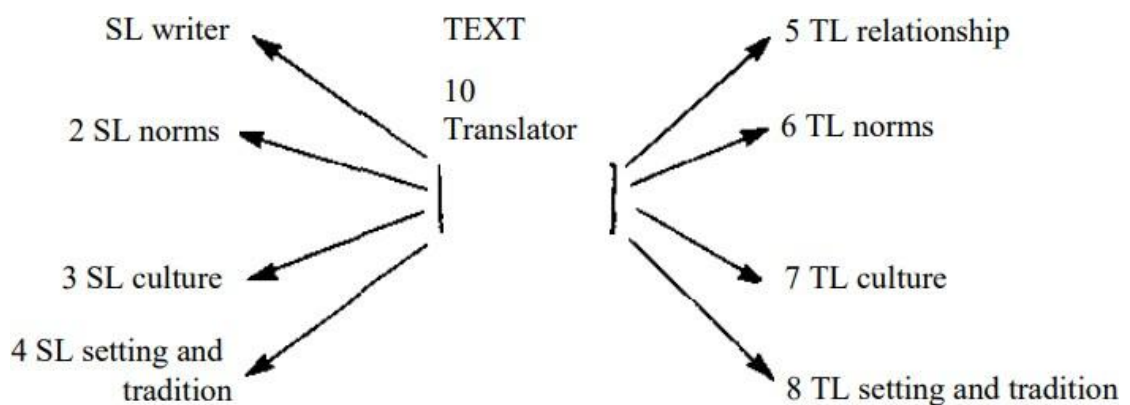 SL writer
2 SL norms
3 SL culture
4 SL setting and
tradition
TEXT
10
Translator
5 TL relationship
6 TL norms
7 TL culture
8 TL setting and tradition